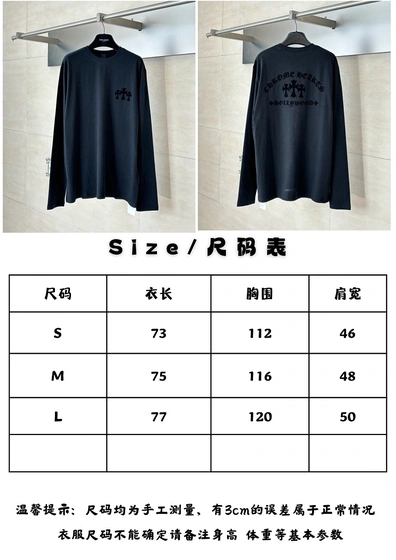 CHROME HEARTS
HOLLYWOOD
Size/尺码表
尺码 衣长 胸围 肩宽
S 73 112 46
M 75 116 48
L 77 120 50
温馨提示：尺码均为手工测量、有3cm的误差属于正常情况
衣服尺码不能确定请备注身高 体重等基本参数